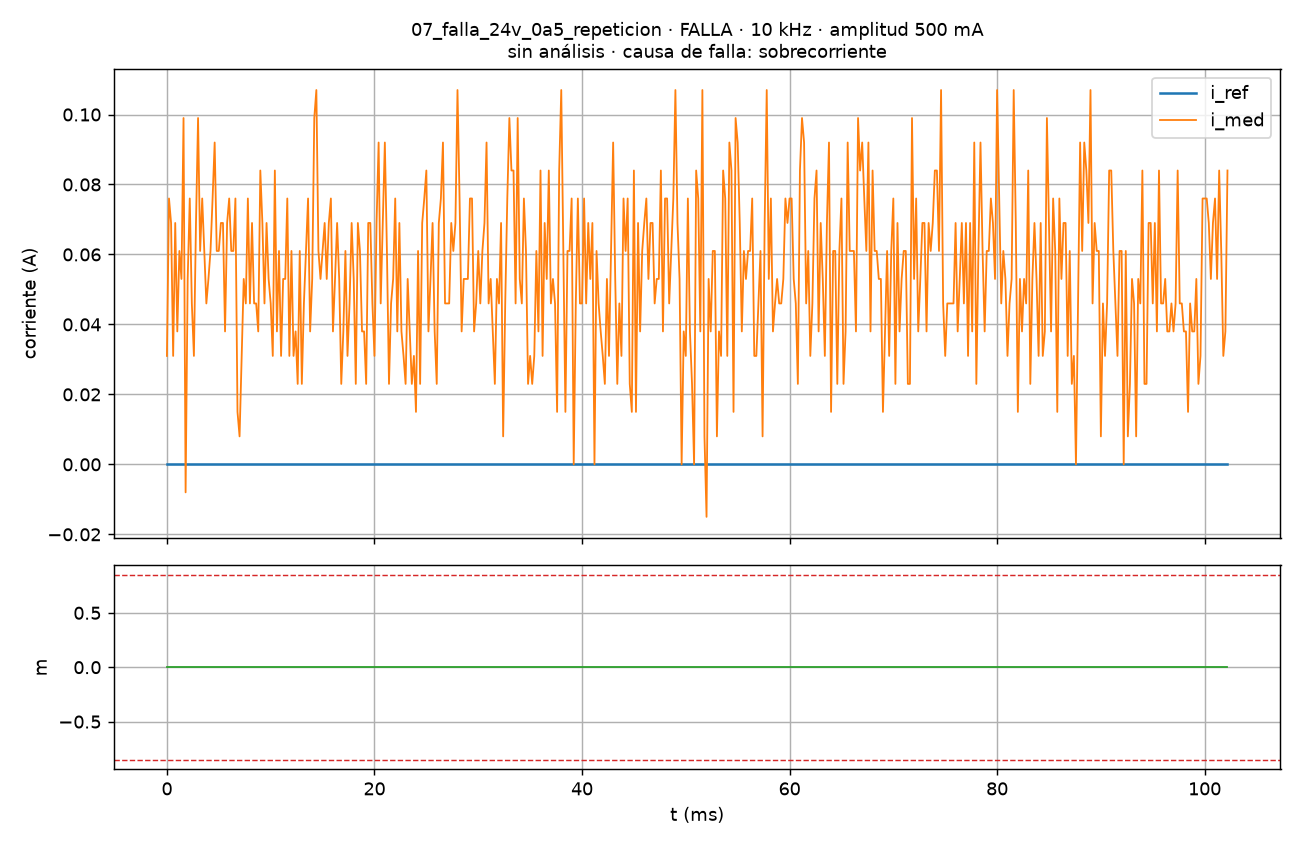 07_falla_24v_0a5_repeticion · FALLA · 10 kHz · amplitud 500 mA
sin análisis · causa de falla: sobrecorriente
i_ref
i_med
0.10
0.08
0.06
0.04
0.02
0.00
−0.02
corriente (A)
0.5
0.0
−0.5
m
0
20
40
60
80
100
t (ms)